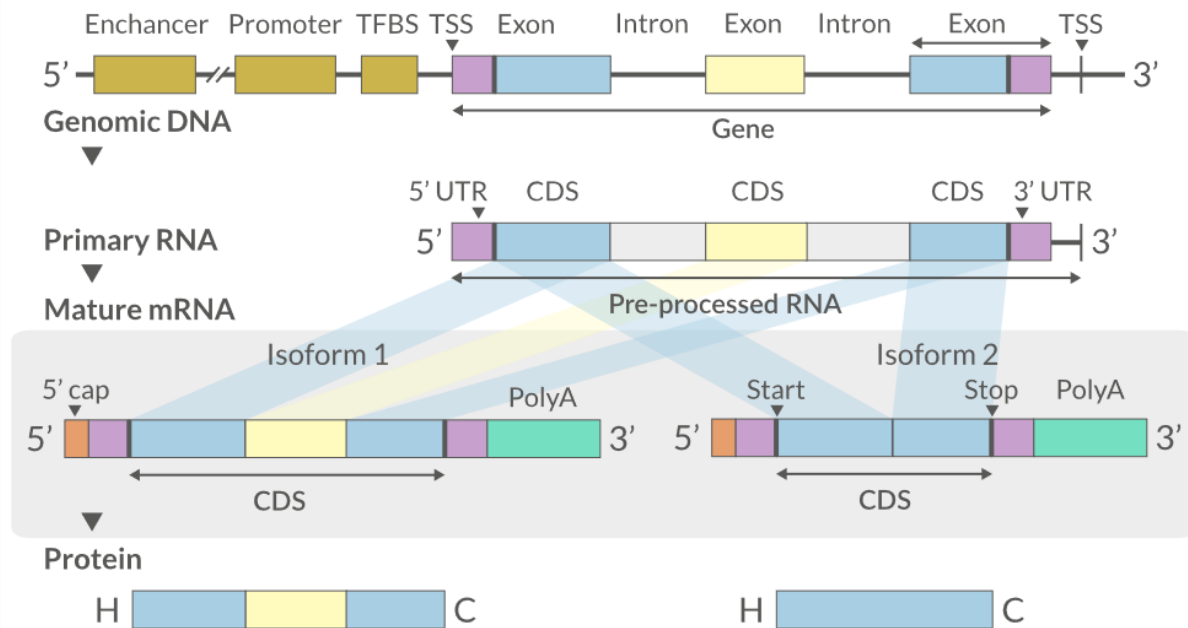 Enchancer Promoter TFBS TSS Exon Intron Exon Intron Exon TSS
5’ 3’
Genomic DNA
Gene
5’ UTR CDS CDS CDS 3’ UTR
Primary RNA 5’ 3’
Mature mRNA
Pre-processed RNA
Isoform 1 Isoform 2
5’ cap PolyA Start Stop PolyA
5’ 3’ 5’ 3’
CDS CDS
Protein
H C H C